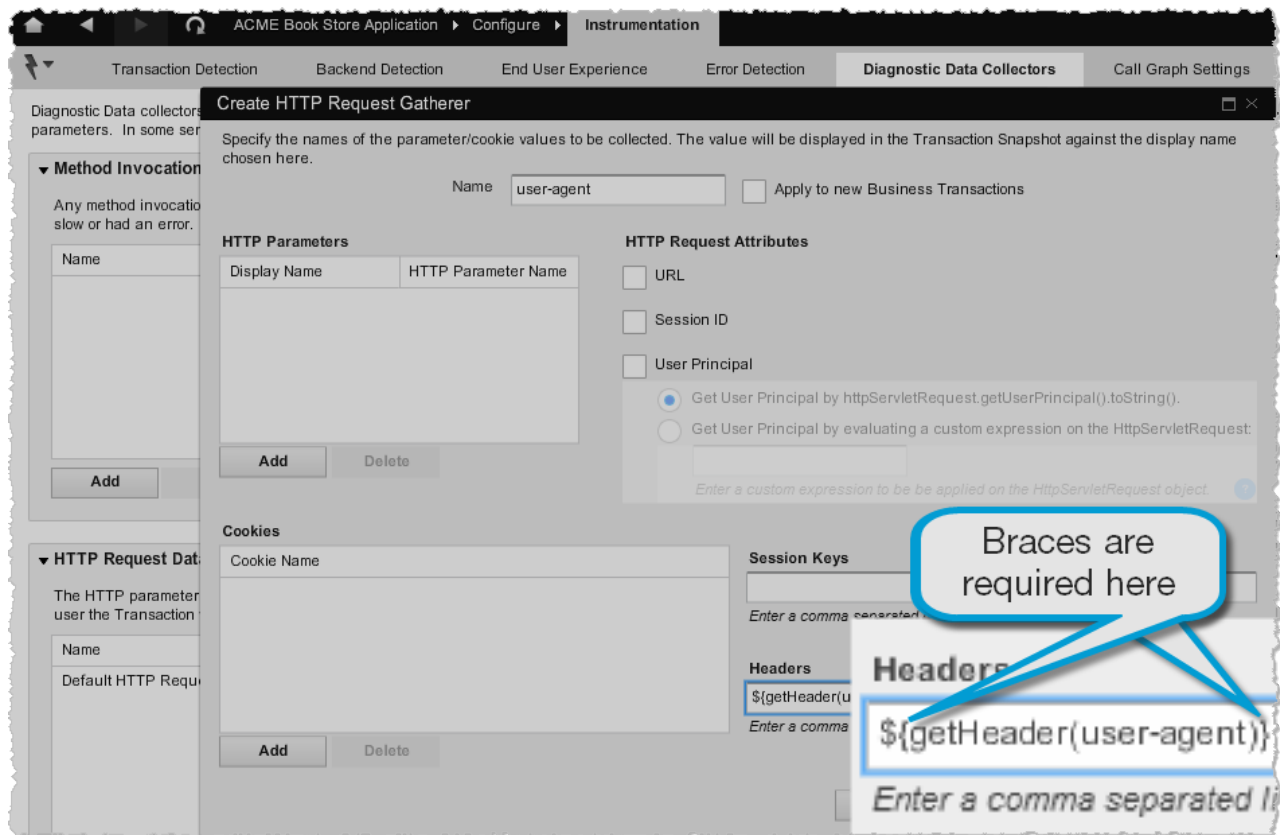 ACME Book Store Application Configure Instrumentation
Transaction Detection Backend Detection End User Experience Error Detection Diagnostic Data Collectors Call Graph Settings
Diagnostic Data collectors
parameters. In some ser
Method Invocation
Any method invocatio
slow or had an error.
Name
Add
HTTP Request Data
The HTTP parameter
user the Transaction
Name
Default HTTP Reque
Create HTTP Request Gatherer
Specify the names of the parameter/cookie values to be collected. The value will be displayed in the Transaction Snapshot against the display name
chosen here.
Name user-agent Apply to new Business Transactions
HTTP Parameters
Display Name HTTP Parameter Name
Add Delete
HTTP Request Attributes
URL
Session ID
User Principal
Get User Principal by httpServletRequest.getUserPrincipal().toString().
Get User Principal by evaluating a custom expression on the HttpServletRequest:
Enter a custom expression to be be applied on the HttpServletRequest object.
Cookies
Cookie Name
Add Delete
Session Keys
Enter a comma separated
Headers
${getHeader(u
Enter a comma
Braces are
required here
Headers
${getHeader(user-agent)}
Enter a comma separated li